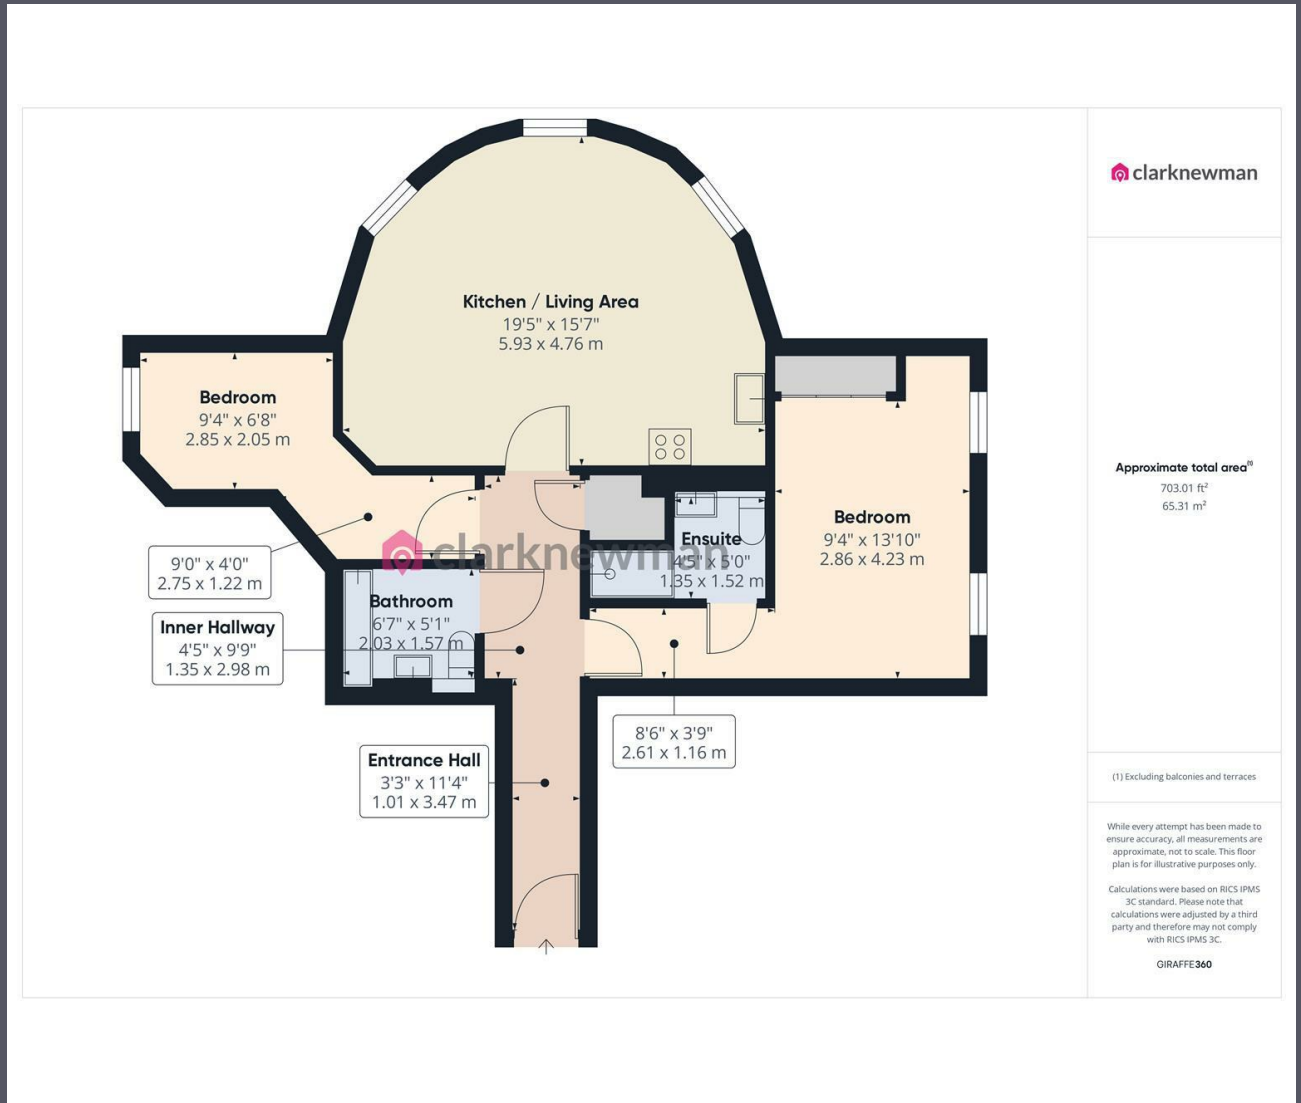 Kitchen / Living Area
19'5" x 15'7"
5.93 x 4.76 m
Bedroom
9'4" x 6'8"
2.85 x 2.05 m
9'0" x 4'0"
2.75 x 1.22 m
Inner Hallway
4'5" x 9'9"
1.35 x 2.98 m
Bathroom
6'7" x 5'1"
2.03 x 1.57 m
clarknewman
Ensuite
4'5" x 5'0"
1.35 x 1.52 m
Bedroom
9'4" x 13'10"
2.86 x 4.23 m
8'6" x 3'9"
2.61 x 1.16 m
Entrance Hall
3'3" x 11'4"
1.01 x 3.47 m
clarknewman
Approximate total area(1)
703.01 ft²
65.31 m²
(1) Excluding balconies and terraces
While every attempt has been made to
ensure accuracy, all measurements are
approximate, not to scale. This floor
plan is for illustrative purposes only.
Calculations were based on RICS IPMS
3C standard. Please note that
calculations were adjusted by a third
party and therefore may not comply
with RICS IPMS 3C.
GIRAFFE360